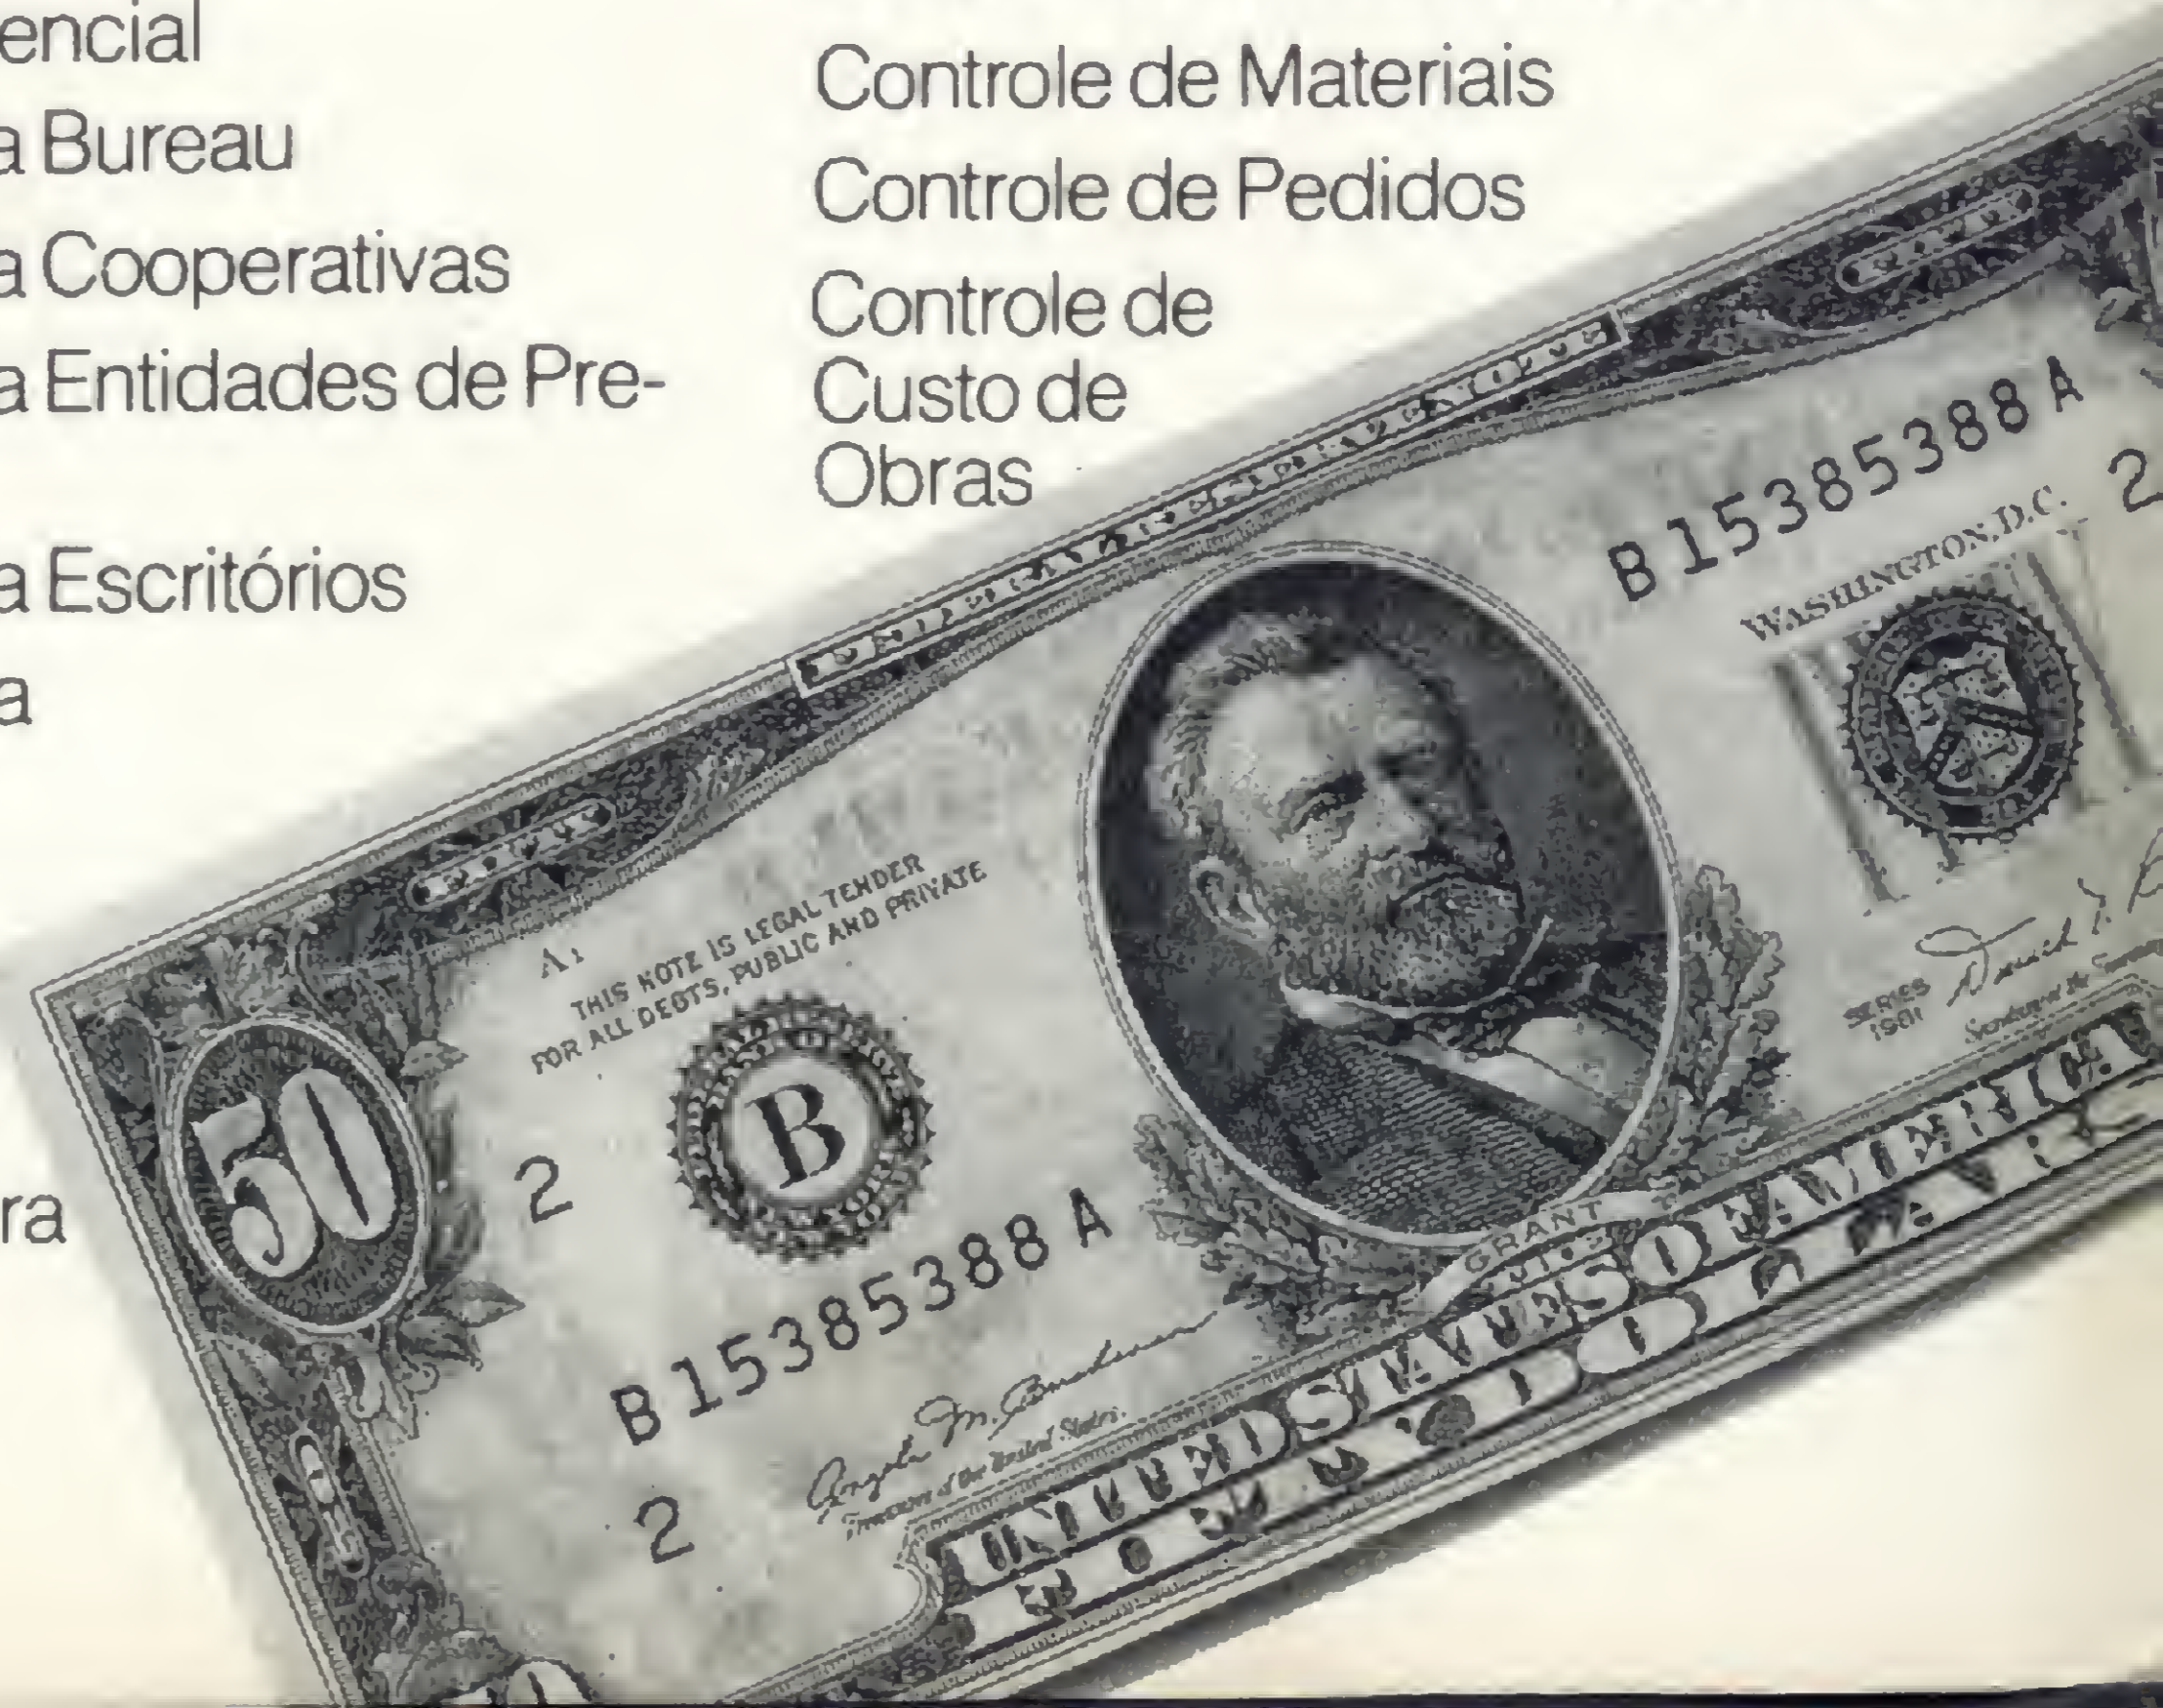 encial
a Bureau
a Cooperativas
a Entidades de Pre-
a Escritórios
a
ra
Controle de Materiais
Controle de Pedidos
Controle de
Custo de
Obras
B 15385388 A
WASHINGTON, D.C.
2
THIS NOTE IS LEGAL TENDER
FOR ALL DEBTS, PUBLIC AND PRIVATE
50
2
B
B 15385388 A
2
SERIES
1981
GRANT
UNITED STATES OF AMERICA